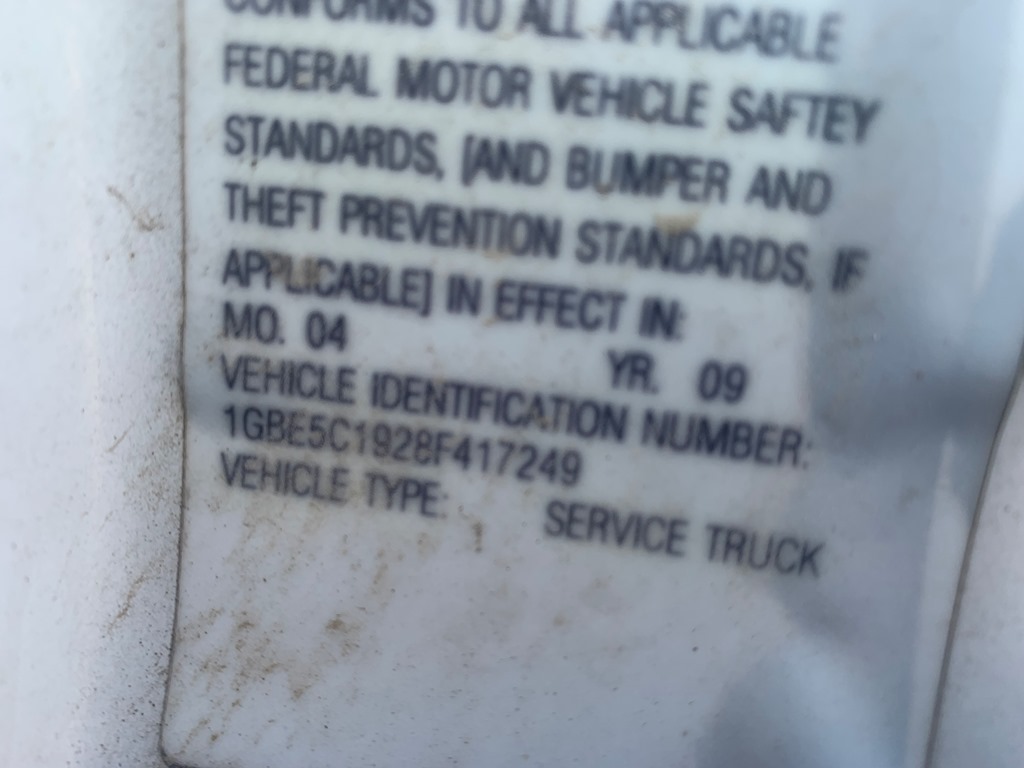 CONFORMS TO ALL APPLICABLE
FEDERAL MOTOR VEHICLE SAFTEY
STANDARDS, [AND BUMPER AND
THEFT PREVENTION STANDARDS, IF
APPLICABLE] IN EFFECT IN:
MO. 04 YR. 09
VEHICLE IDENTIFICATION NUMBER:
1GBE5C1928F417249
VEHICLE TYPE: SERVICE TRUCK